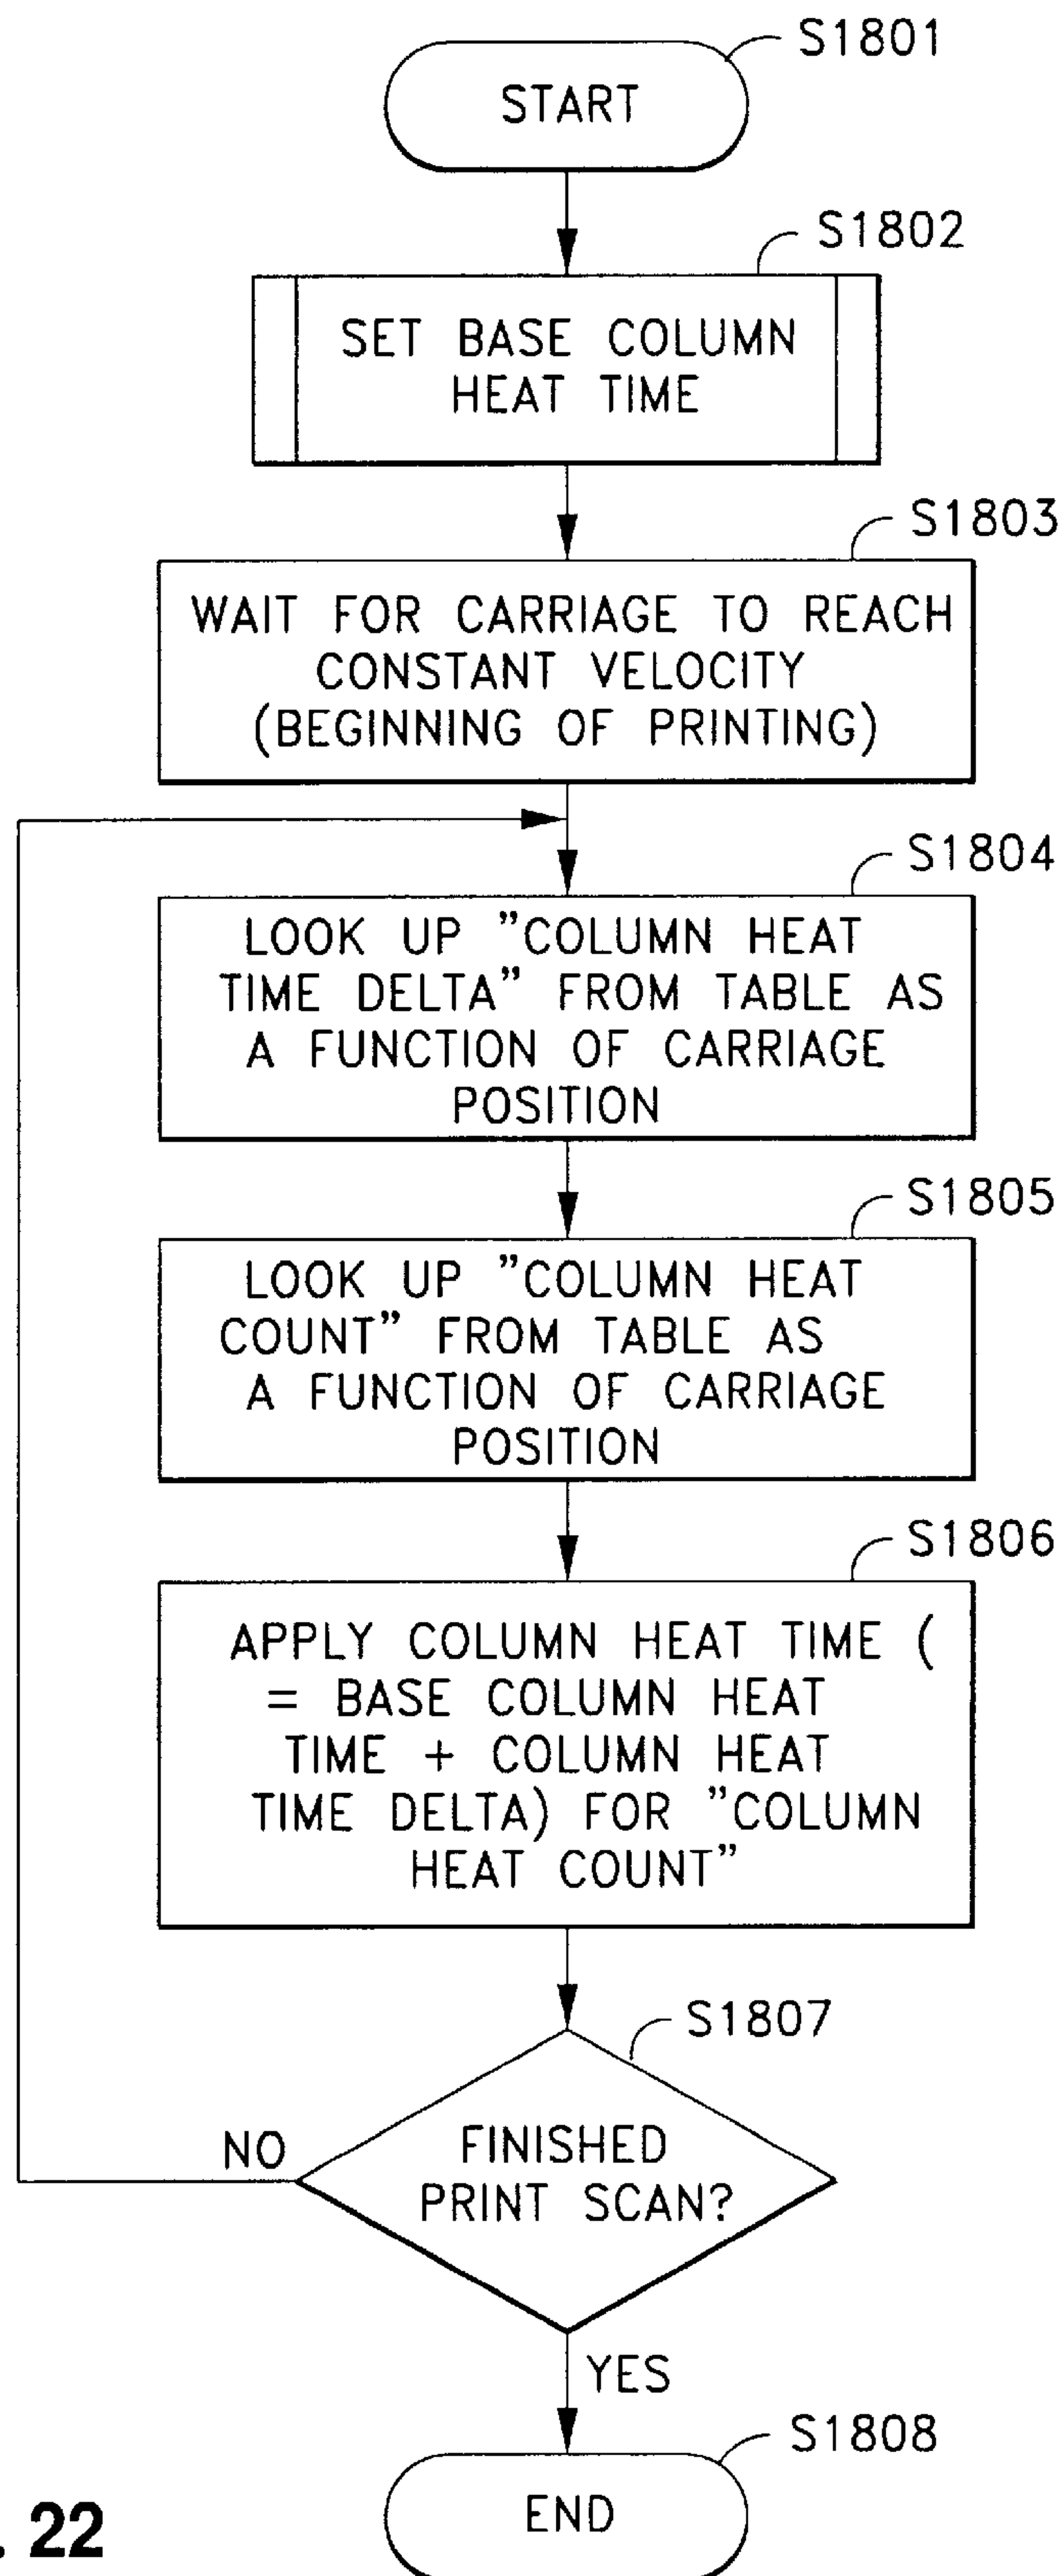 S1801
START
S1802
SET BASE COLUMN
HEAT TIME
S1803
WAIT FOR CARRIAGE TO REACH
CONSTANT VELOCITY
(BEGINNING OF PRINTING)
S1804
LOOK UP ”COLUMN HEAT
TIME DELTA” FROM TABLE AS
A FUNCTION OF CARRIAGE
POSITION
S1805
LOOK UP ”COLUMN HEAT
COUNT” FROM TABLE AS
A FUNCTION OF CARRIAGE
POSITION
S1806
APPLY COLUMN HEAT TIME (
= BASE COLUMN HEAT
TIME + COLUMN HEAT
TIME DELTA) FOR ”COLUMN
HEAT COUNT”
S1807
NO
FINISHED
PRINT SCAN?
YES
S1808
END
. 22